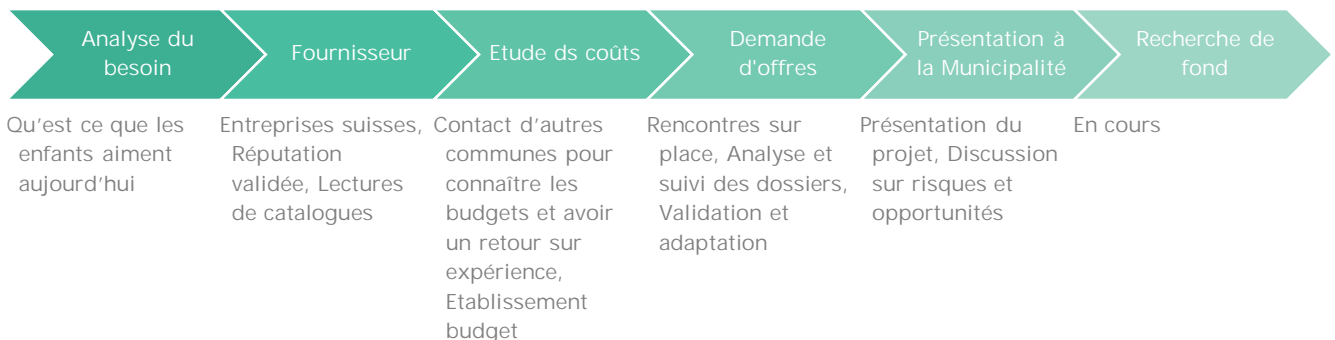 Analyse du
besoin
Fournisseur
Etude ds coûts
Demande
d'offres
Présentation à
la Municipalité
Recherche de
fond
Qu'est ce que les
enfants aiment
aujourd'hui
Entreprises suisses,
Réputation
validée, Lectures
de catalogues
Contact d'autres
communes pour
connaître les
budgets et avoir
un retour sur
expérience,
Etablissement
budget
Rencontres sur
place, Analyse et
suivi des dossiers,
Validation et
adaptation
Présentation du
projet, Discussion
sur risques et
opportunités
En cours